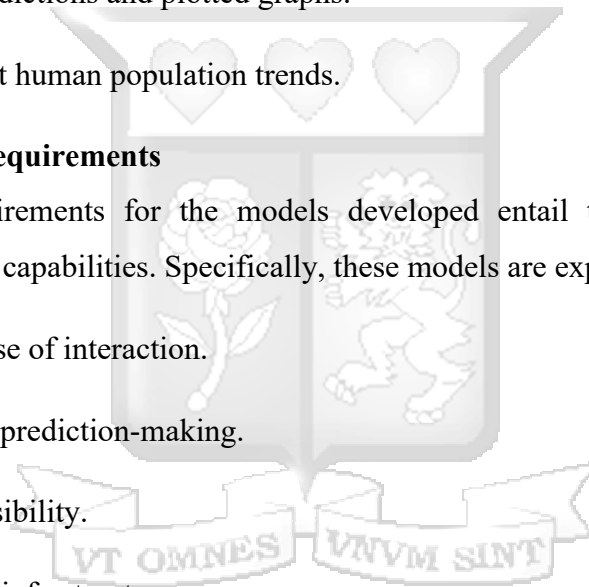 and plotted graphs.
t human population trends.
equirements
irements for the models developed entail t
capabilities. Specifically, these models are exp
se of interaction.
prediction-making.
sibility.
VT OMNES VNVM SINT